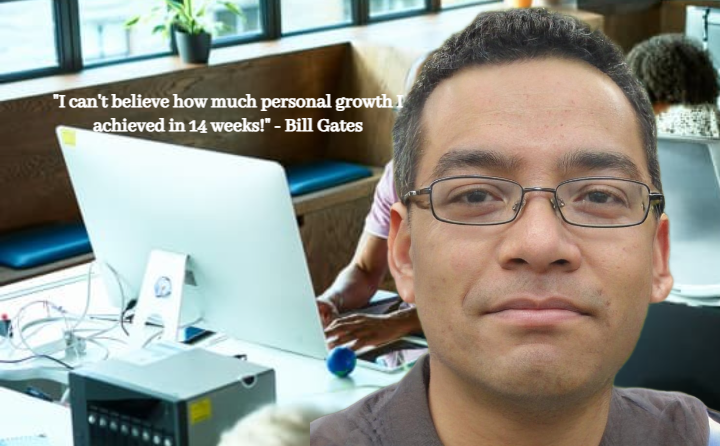 "I can't believe how much personal growth I
achieved in 14 weeks!" - Bill Gates